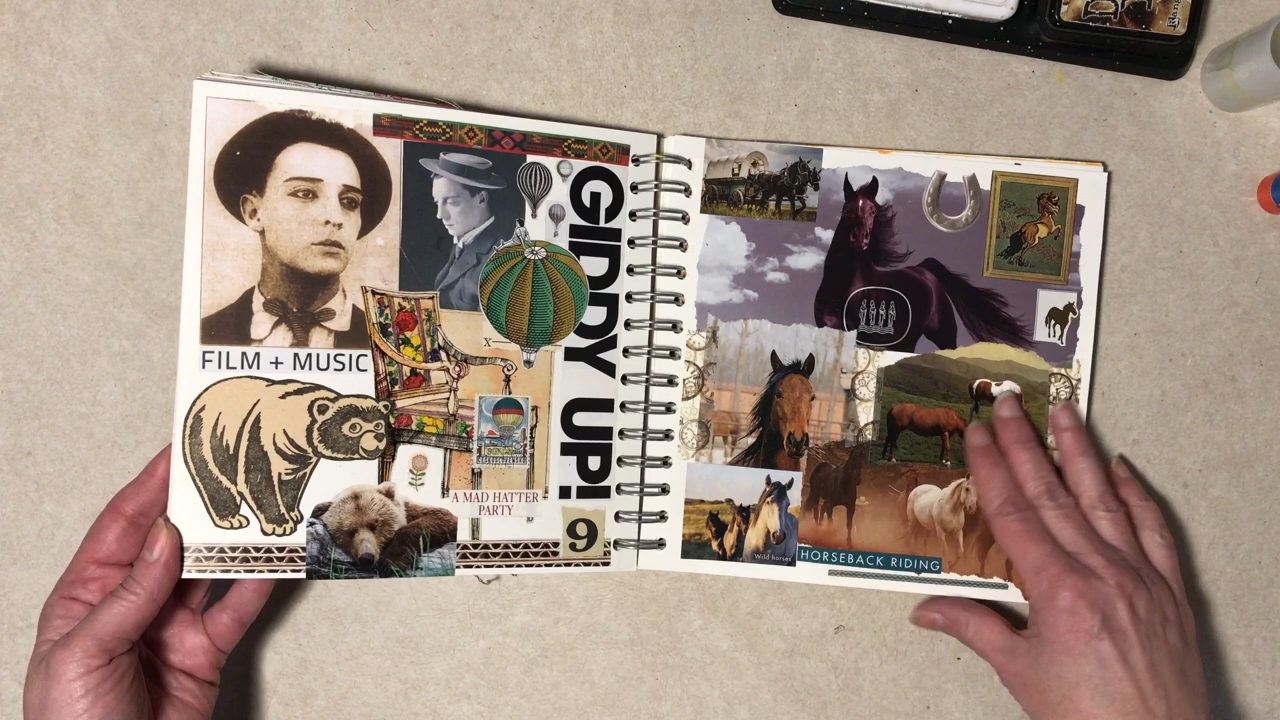 FILM + MUSIC
GIDDY UP!
X
A MAD HATTER
PARTY
9
Wild horses
HORSEBACK RIDING